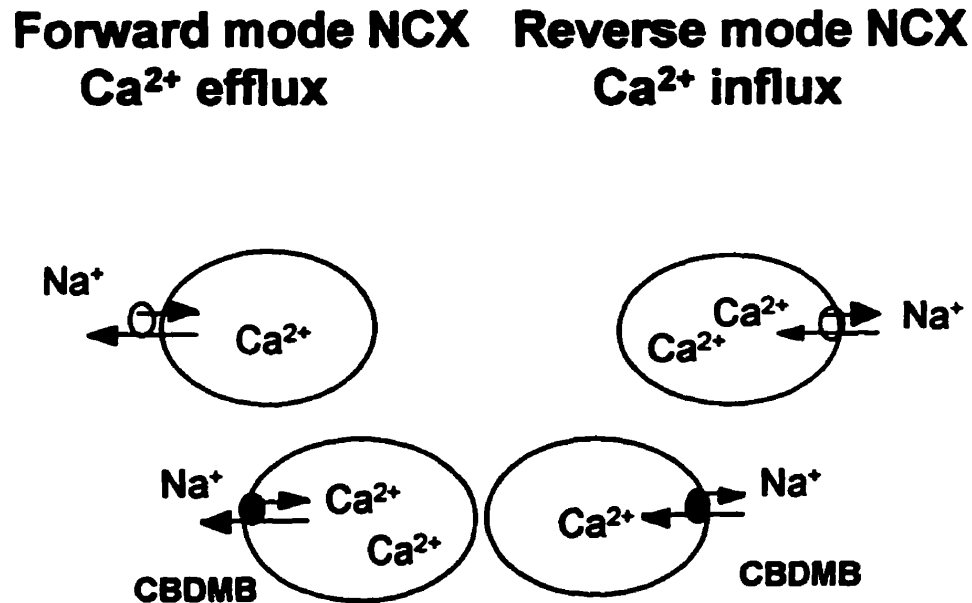 Forward mode NCX
Ca²⁺ efflux
Reverse mode NCX
Ca²⁺ influx
Na⁺
Ca²⁺
Ca²⁺
Ca²⁺
Na⁺
Na⁺
Ca²⁺
Ca²⁺
CBDMB
Ca²⁺
Na⁺
CBDMB